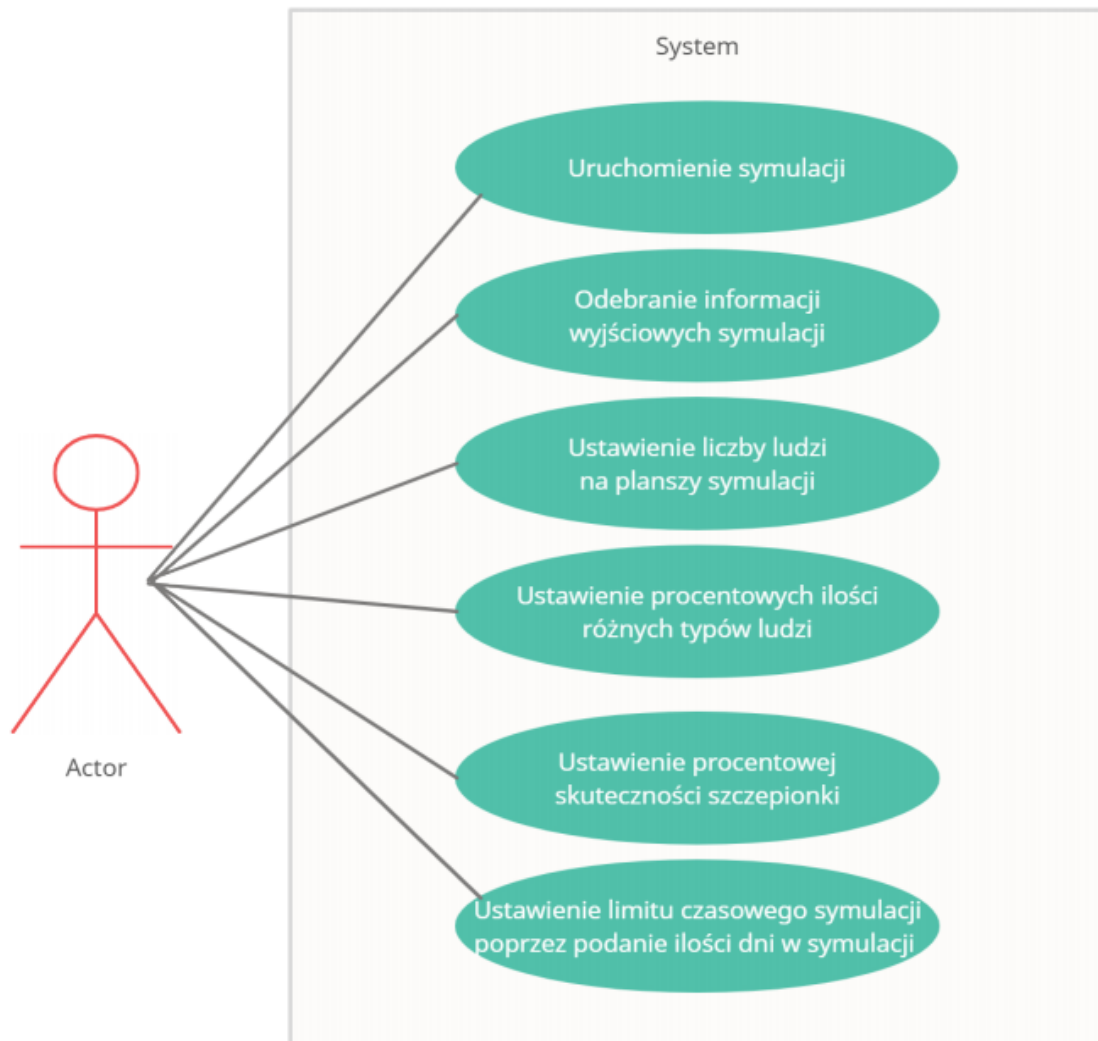 System
Uruchomienie symulacji
Odebranie informacji
wyjściowych symulacji
Ustawienie liczby ludzi
na planszy symulacji
Ustawienie procentowych ilości
różnych typów ludzi
Actor
Ustawienie procentowej
skuteczności szczepionki
Ustawienie limitu czasowego symulacji
poprzez podanie ilości dni w symulacji